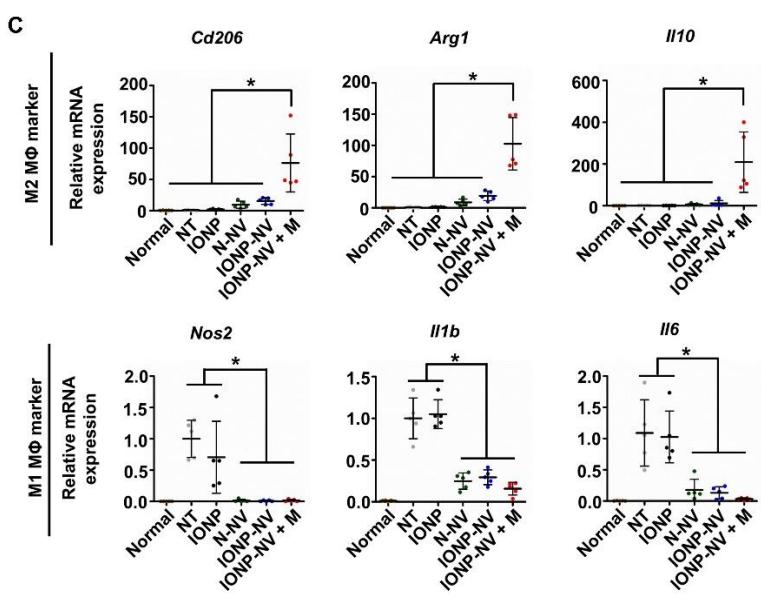 C
Cd206
Arg1
Il10
M2 MΦ marker
Relative mRNA
expression
200
150
100
50
0
*
Normal
NT
IONP
N-NV
IONP-NV
IONP-NV + M
200
150
100
50
0
*
Normal
NT
IONP
N-NV
IONP-NV
IONP-NV + M
600
400
200
0
*
Normal
NT
IONP
N-NV
IONP-NV
IONP-NV + M
Nos2
Il1b
Il6
M1 MΦ marker
Relative mRNA
expression
2.0
1.5
1.0
0.5
0.0
*
Normal
NT
IONP
N-NV
IONP-NV
IONP-NV + M
1.5
1.0
0.5
0.0
*
Normal
NT
IONP
N-NV
IONP-NV
IONP-NV + M
2.0
1.5
1.0
0.5
0.0
*
Normal
NT
IONP
N-NV
IONP-NV
IONP-NV + M